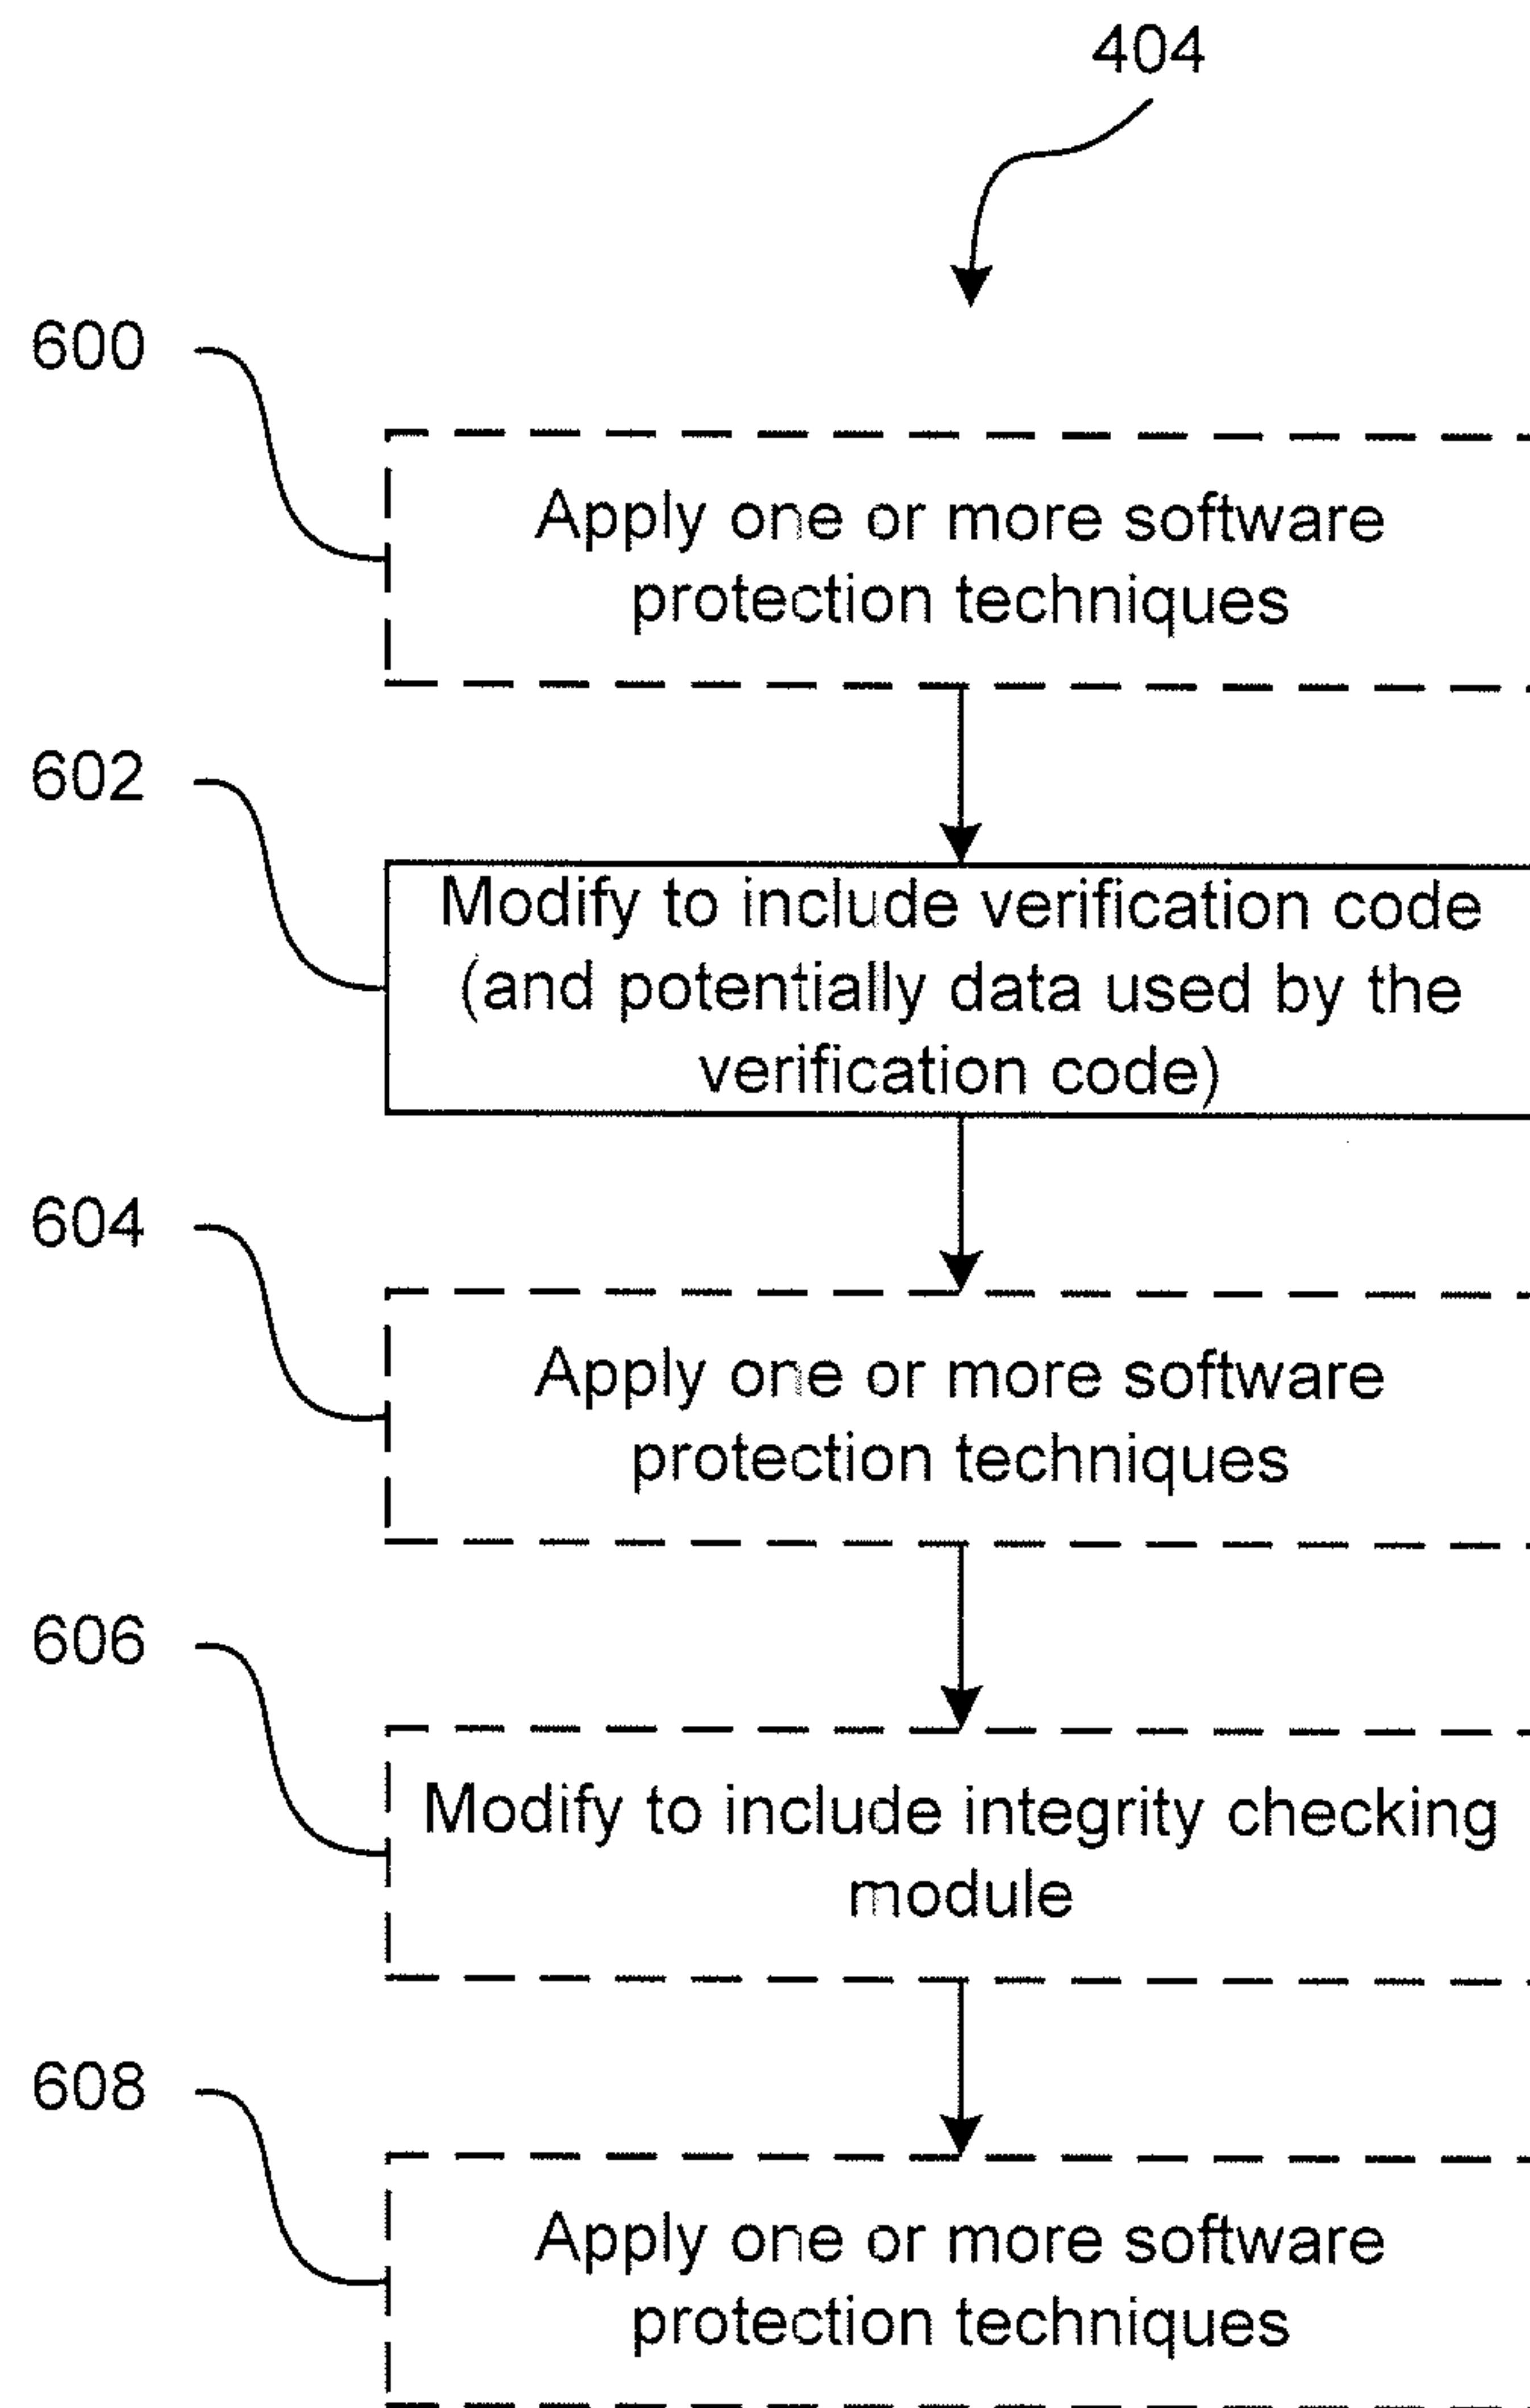 404
600
Apply one or more software
protection techniques
602
Modify to include verification code
(and potentially data used by the
verification code)
604
Apply one or more software
protection techniques
606
Modify to include integrity checking
module
608
Apply one or more software
protection techniques